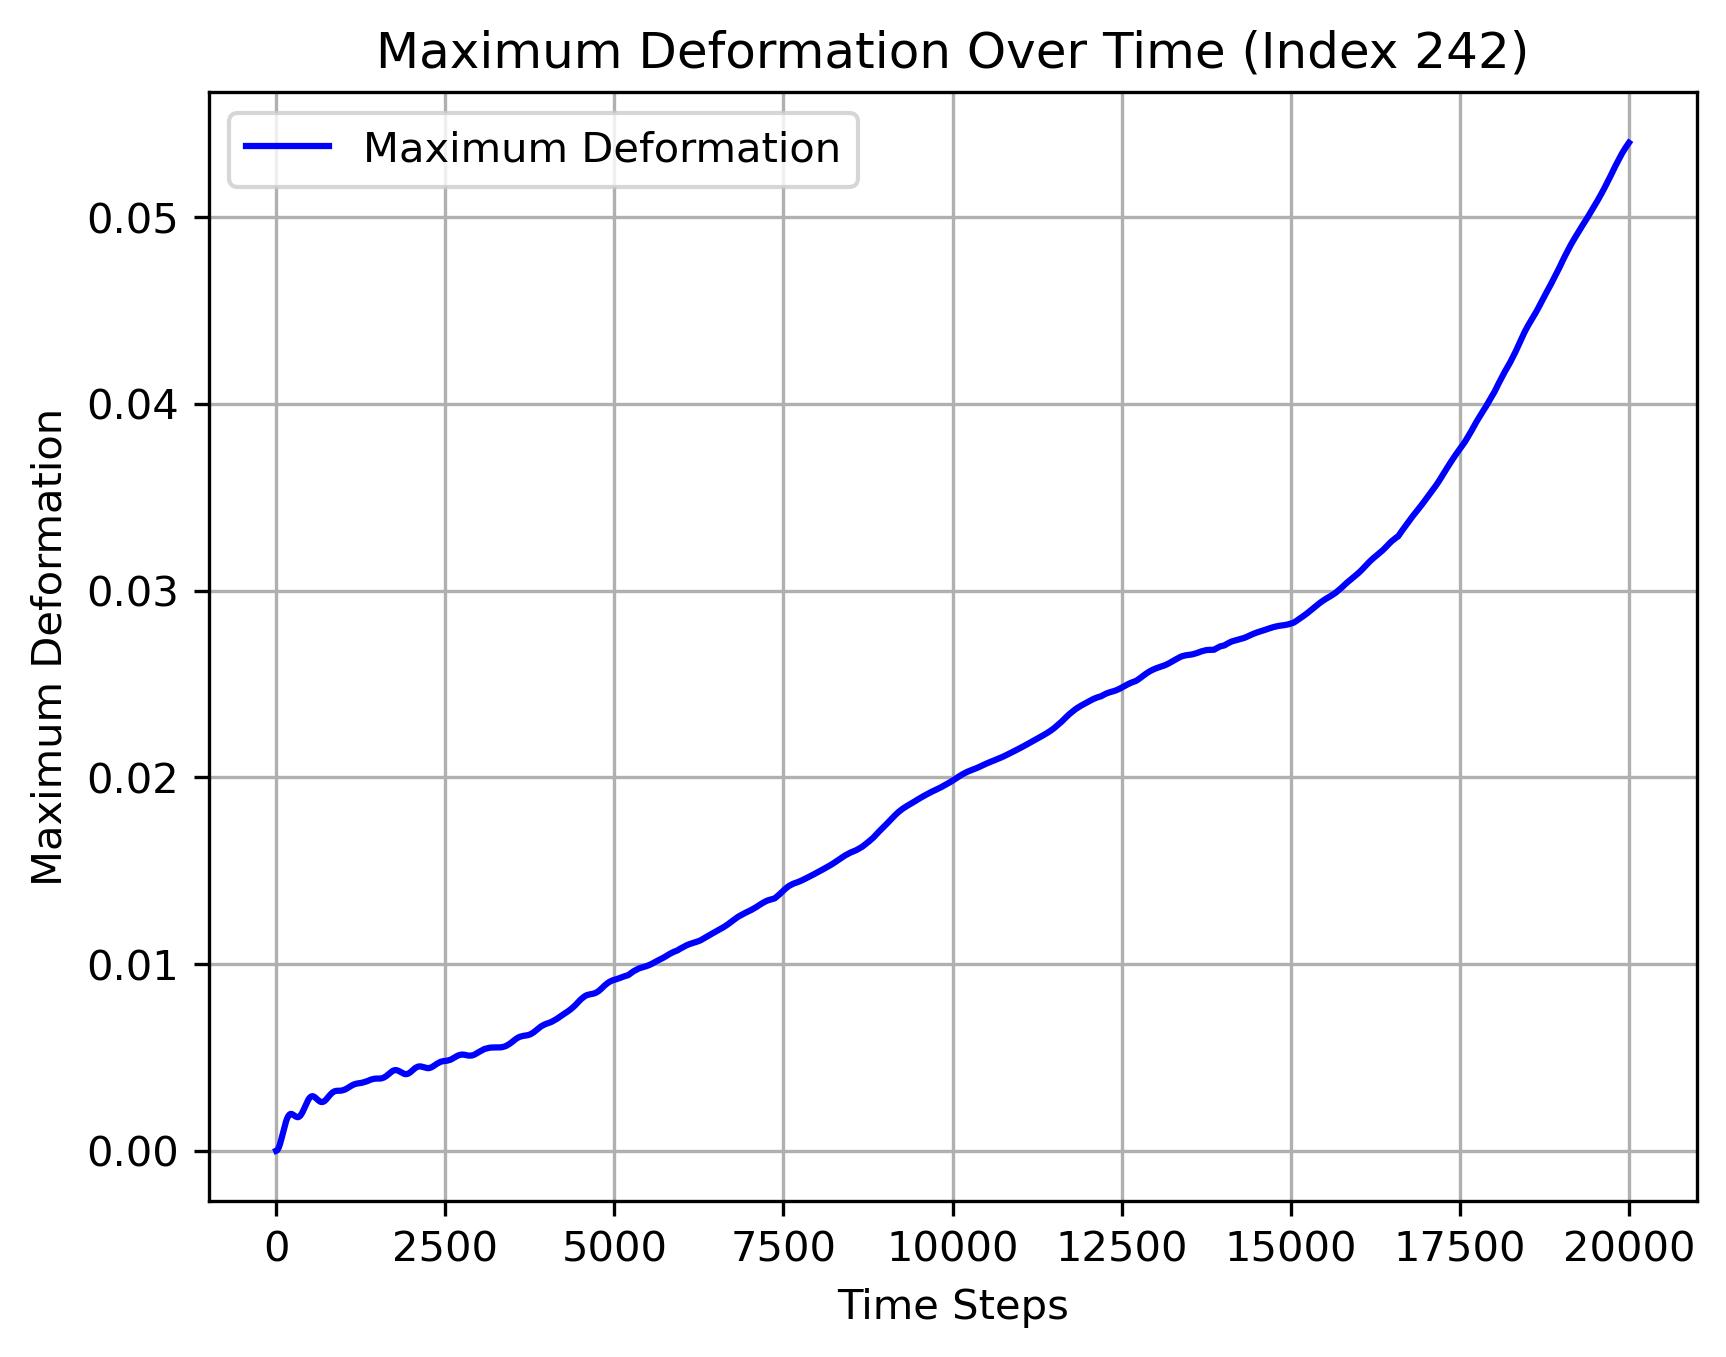 Maximum Deformation Over Time (Index 242)
Maximum Deformation
0.05
0.04
0.03
0.02
0.01
0.00
Maximum Deformation
0 2500 5000 7500 10000 12500 15000 17500 20000
Time Steps